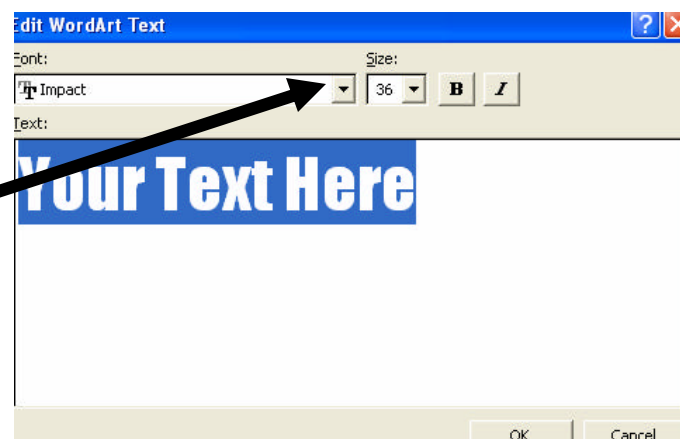 Edit WordArt Text
Font: Size:
Impact 36 B I
Text:
Your Text Here
OK Cancel